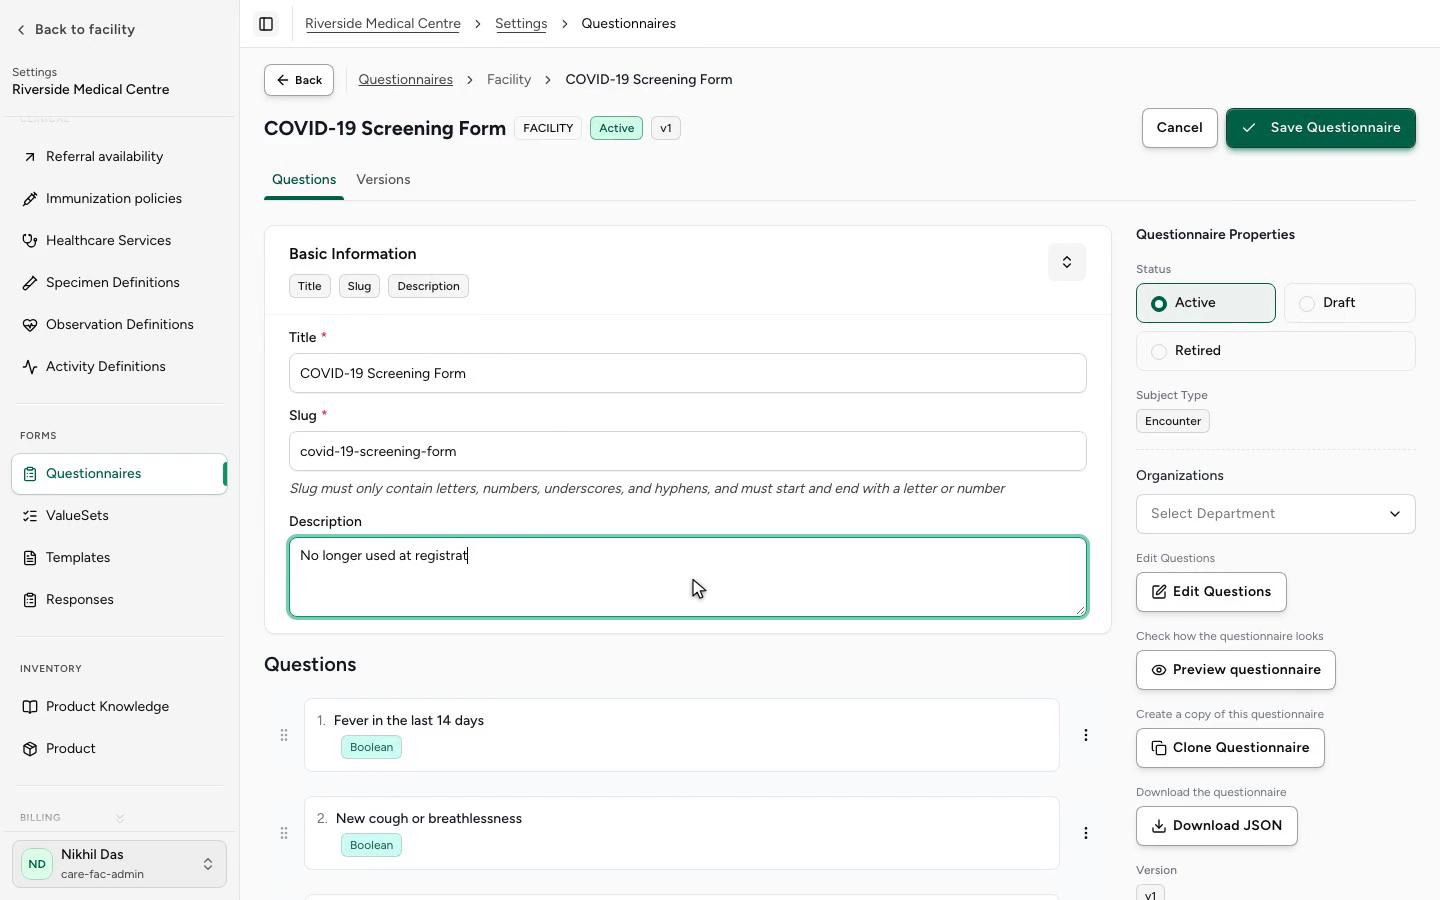 Back to facility
Settings
Riverside Medical Centre
CLINICAL
Referral availability
Immunization policies
Healthcare Services
Specimen Definitions
Observation Definitions
Activity Definitions
FORMS
Questionnaires
ValueSets
Templates
Responses
INVENTORY
Product Knowledge
Product
BILLING
ND
Nikhil Das
care-fac-admin
Riverside Medical Centre > Settings > Questionnaires
Back
Questionnaires > Facility > COVID-19 Screening Form
COVID-19 Screening Form FACILITY Active v1
Cancel
Save Questionnaire
Questions Versions
Basic Information
Title Slug Description
Title *
COVID-19 Screening Form
Slug *
covid-19-screening-form
Slug must only contain letters, numbers, underscores, and hyphens, and must start and end with a letter or number
Description
No longer used at registrat
Questions
1. Fever in the last 14 days
Boolean
2. New cough or breathlessness
Boolean
Questionnaire Properties
Status
Active
Draft
Retired
Subject Type
Encounter
Organizations
Select Department
Edit Questions
Edit Questions
Check how the questionnaire looks
Preview questionnaire
Create a copy of this questionnaire
Clone Questionnaire
Download the questionnaire
Download JSON
Version
v1